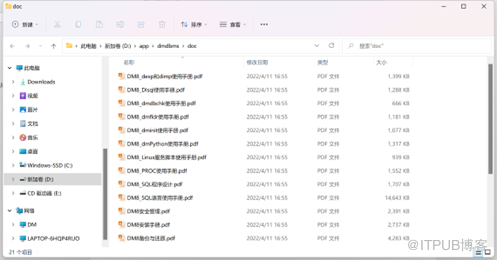 doc
新建
排序
查看
此电脑 > 新加卷 (D:) > app > dmdbms > doc
搜索"doc"
此电脑
Downloads
视频
图片
文档
音乐
桌面
Windows-SSD (C:)
新加卷 (D:)
CD 驱动器 (E:)
网络
DM
LAPTOP-6HQP4RUO
名称 修改日期 类型 大小
DM8_dexp和dimp使用手册.pdf 2022/4/11 16:55 PDF 文件 1,399 KB
DM8_DIsql使用手册.pdf 2022/4/11 16:55 PDF 文件 1,288 KB
DM8_dmdbchk使用手册.pdf 2022/4/11 16:55 PDF 文件 666 KB
DM8_dmfldr使用手册.pdf 2022/4/11 16:55 PDF 文件 1,181 KB
DM8_dminit使用手册.pdf 2022/4/11 16:55 PDF 文件 1,077 KB
DM8_dmPython使用手册.pdf 2022/4/11 16:55 PDF 文件 1,317 KB
DM8_Linux服务脚本使用手册.pdf 2022/4/11 16:55 PDF 文件 939 KB
DM8_PROC使用手册.pdf 2022/4/11 16:55 PDF 文件 1,552 KB
DM8_SQL程序设计.pdf 2022/4/11 16:55 PDF 文件 1,707 KB
DM8_SQL语言使用手册.pdf 2022/4/11 16:55 PDF 文件 14,643 KB
DM8安全管理.pdf 2022/4/11 16:55 PDF 文件 2,391 KB
DM8安装手册.pdf 2022/4/11 16:55 PDF 文件 2,737 KB
DM8备份与还原.pdf 2022/4/11 16:55 PDF 文件 4,283 KB
21 个项目
@ITPUB博客